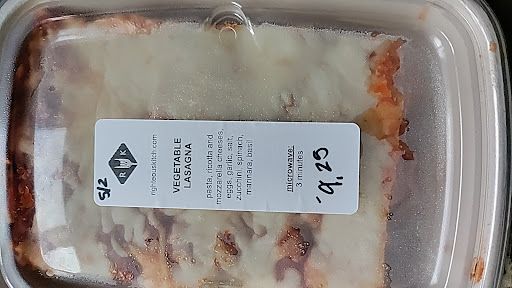 5/2
R K
righteouskitch.com
VEGETABLE
LASAGNA
pasta, ricotta and
mozzarella cheeses,
eggs, garlic, salt,
zucchini, spinach,
marinara, basil
microwave:
3 minutes
9.25